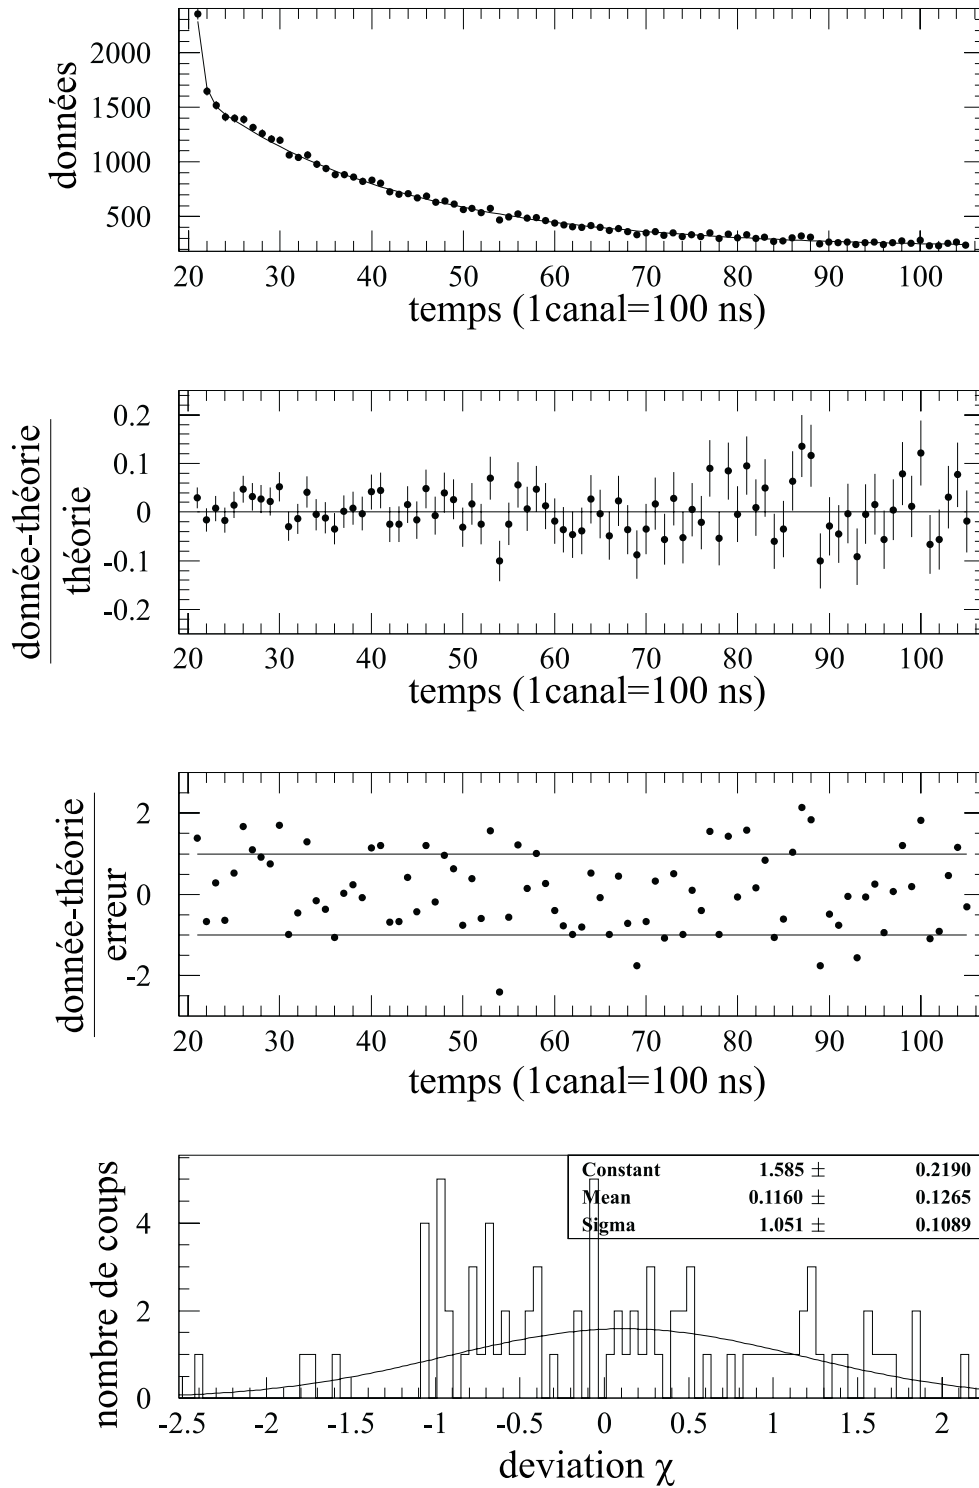 données
2000
1500
1000
500
20 30 40 50 60 70 80 90 100
temps (1canal=100 ns)
donnée-théorie
théorie
0.2
0.1
0
-0.1
-0.2
20 30 40 50 60 70 80 90 100
temps (1canal=100 ns)
donnée-théorie
erreur
2
0
-2
20 30 40 50 60 70 80 90 100
temps (1canal=100 ns)
nombre de coups
4
2
0
Constant 1.585 ± 0.2190
Mean 0.1160 ± 0.1265
Sigma 1.051 ± 0.1089
-2.5 -2 -1.5 -1 -0.5 0 0.5 1 1.5 2
deviation χ